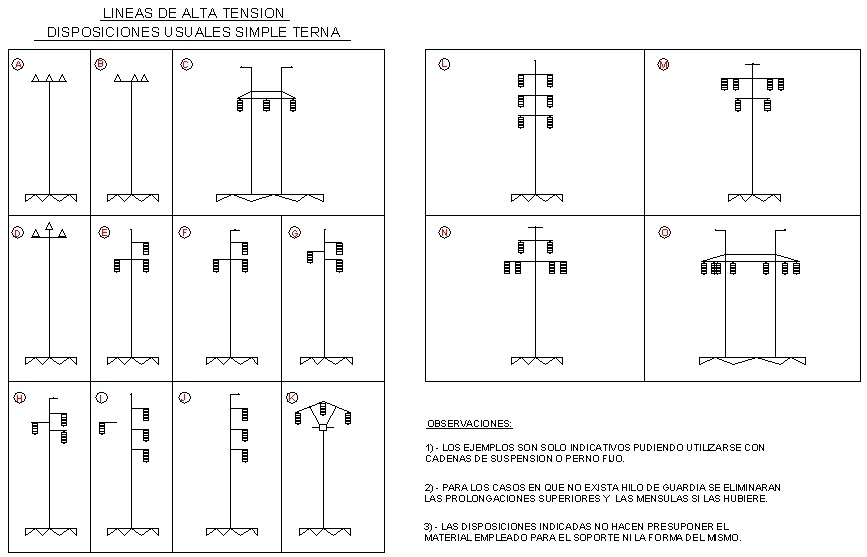 LINEAS DE ALTA TENSION
DISPOSICIONES USUALES SIMPLE TERNA
A
B
C
L
M
D
E
F
G
N
O
H
I
J
K
OBSERVACIONES:
1) - LOS EJEMPLOS SON SOLO INDICATIVOS PUDIENDO UTILIZARSE CON
CADENAS DE SUSPENSION O PERNO FIJO.
2) - PARA LOS CASOS EN QUE NO EXISTA HILO DE GUARDIA SE ELIMINARAN
LAS PROLONGACIONES SUPERIORES Y LAS MENSULAS SI LAS HUBIERE.
3) - LAS DISPOSICIONES INDICADAS NO HACEN PRESUPONER EL
MATERIAL EMPLEADO PARA EL SOPORTE NI LA FORMA DEL MISMO.